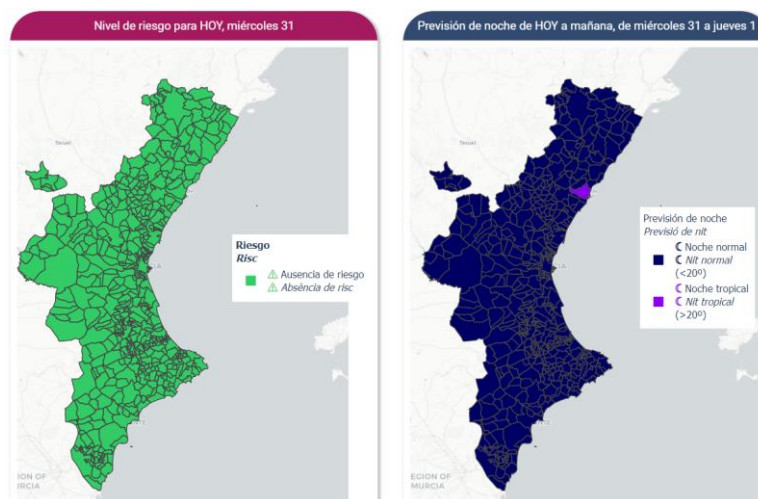 Nivel de riesgo para HOY, miércoles 31
Teruel
Riesgo
Risc
Ausencia de riesgo
Absència de risc
ION OF
RCIA
Previsión de noche de HOY a mañana, de miércoles 31 a jueves 1
Teruel
Previsión de noche
Previsió de nit
Noche normal
Nit normal
(<20º)
Noche tropical
Nit tropical
(>20º)
EGION OF
MURCIA